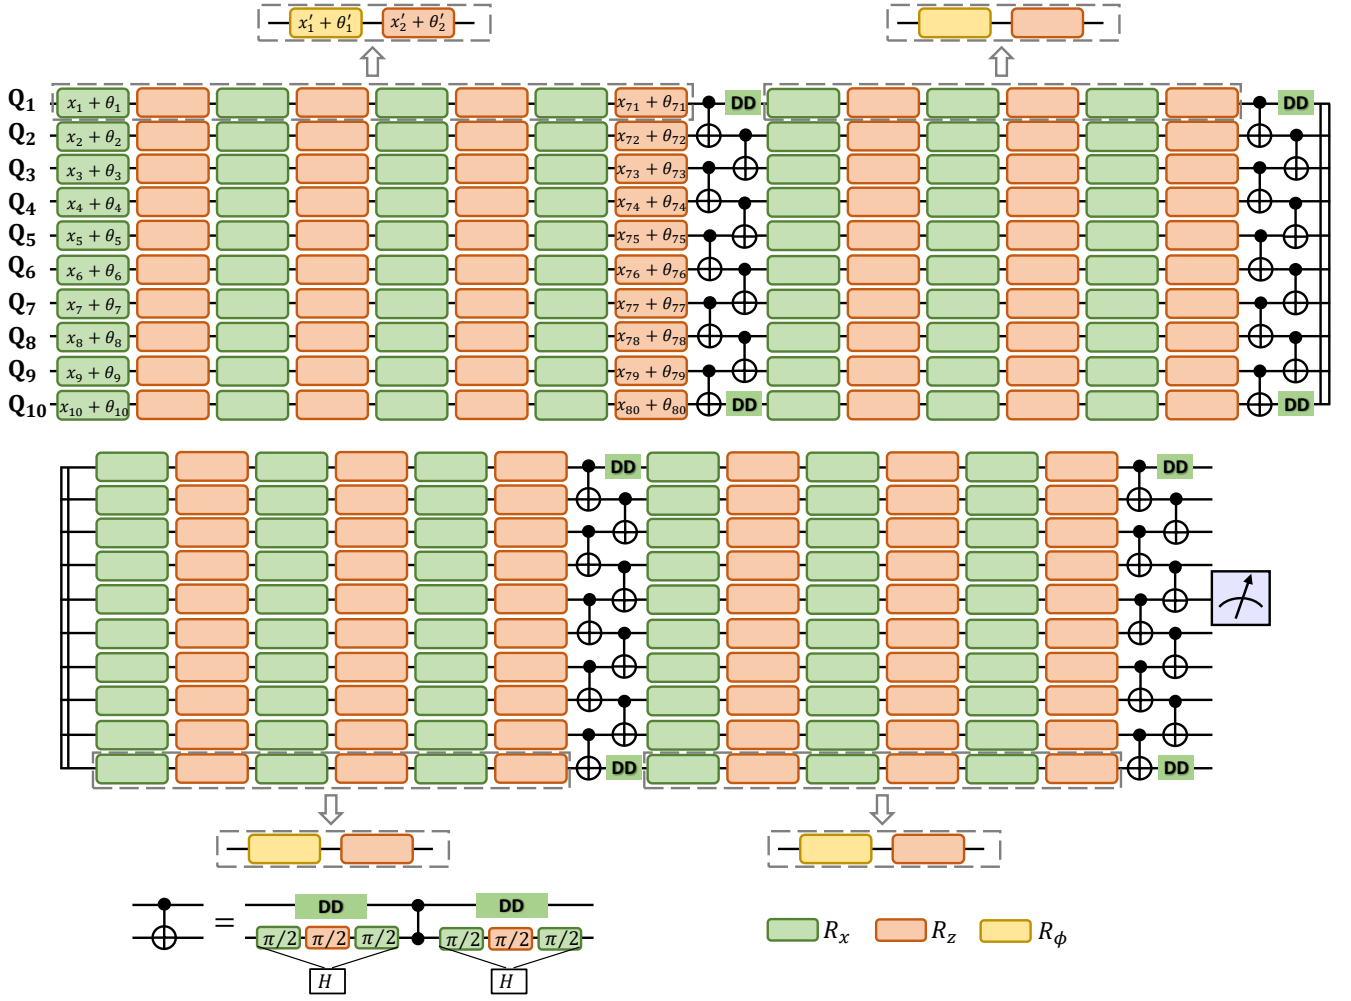 x′₁ + θ′₁ x′₂ + θ′₂
Q₁ x₁ + θ₁ x₇₁ + θ₇₁ DD DD
Q₂ x₂ + θ₂ x₇₂ + θ₇₂
Q₃ x₃ + θ₃ x₇₃ + θ₇₃
Q₄ x₄ + θ₄ x₇₄ + θ₇₄
Q₅ x₅ + θ₅ x₇₅ + θ₇₅
Q₆ x₆ + θ₆ x₇₆ + θ₇₆
Q₇ x₇ + θ₇ x₇₇ + θ₇₇
Q₈ x₈ + θ₈ x₇₈ + θ₇₈
Q₉ x₉ + θ₉ x₇₉ + θ₇₉
Q₁₀ x₁₀ + θ₁₀ x₈₀ + θ₈₀ DD DD
DD DD
DD DD
= DD DD
π/2 π/2 π/2 π/2 π/2 π/2
H H
Rₓ R_z R_ϕ